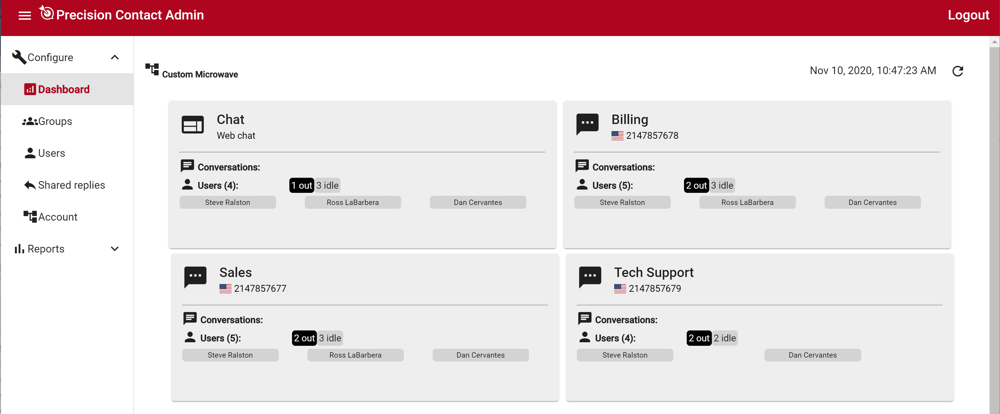 Precision Contact Admin
Logout
Configure
Dashboard
Groups
Users
Shared replies
Account
Reports
Custom Microwave
Nov 10, 2020, 10:47:23 AM
Chat
Web chat
Conversations:
Users (4): 1 out 3 idle
Steve Ralston Ross LaBarbera Dan Cervantes
Billing
2147857678
Conversations:
Users (5): 2 out 3 idle
Steve Ralston Ross LaBarbera Dan Cervantes
Sales
2147857677
Conversations:
Users (5): 2 out 3 idle
Steve Ralston Ross LaBarbera Dan Cervantes
Tech Support
2147857679
Conversations:
Users (4): 2 out 2 idle
Steve Ralston Dan Cervantes